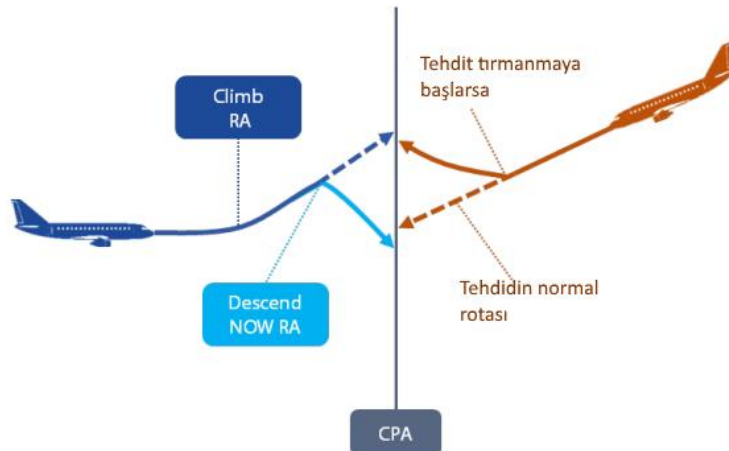 Climb
RA
Tehdit tırmanmaya
başlarsa
Descend
NOW RA
Tehdidin normal
rotası
CPA